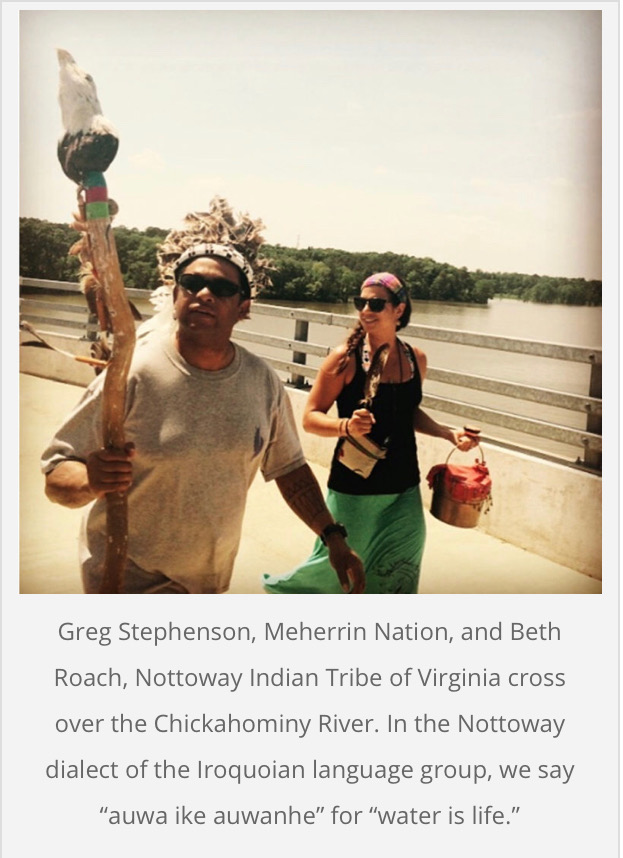 Greg Stephenson, Meherrin Nation, and Beth
Roach, Nottoway Indian Tribe of Virginia cross
over the Chickahominy River. In the Nottoway
dialect of the Iroquoian language group, we say
“auwa ike auwanhe” for “water is life.”